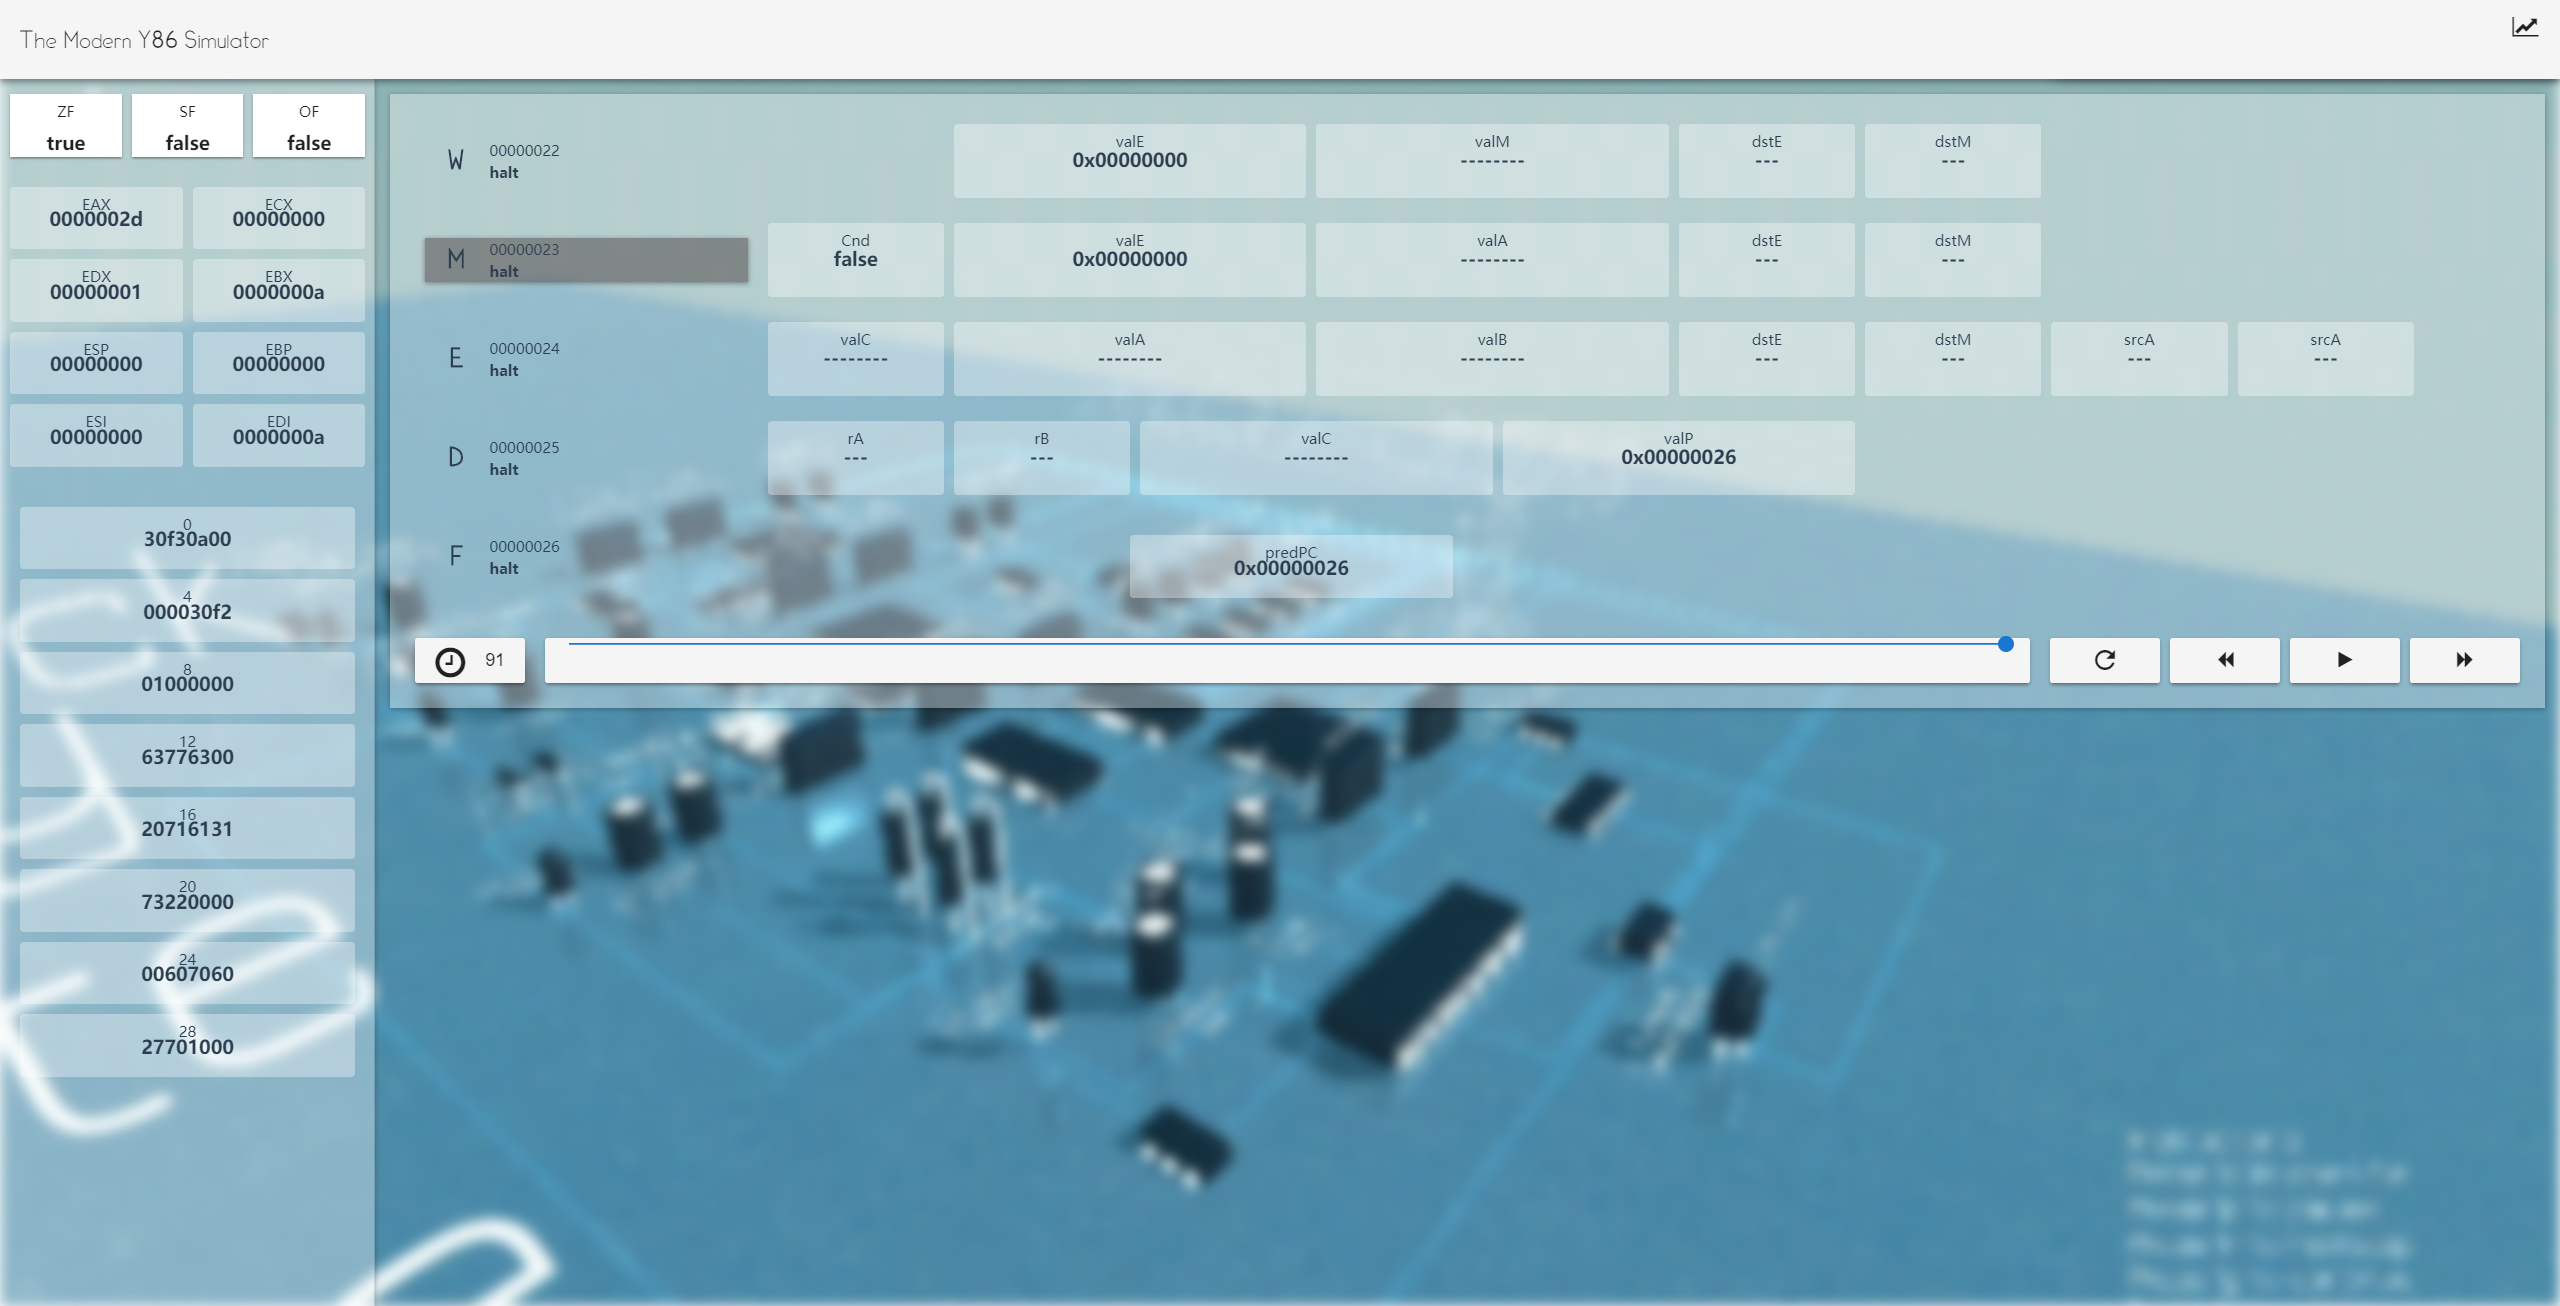 The Modern Y86 Simulator
ZF SF OF
true false false
EAX ECX
0000002d 00000000
EDX EBX
00000001 0000000a
ESP EBP
00000000 00000000
ESI EDI
00000000 0000000a
0
30f30a00
4
000030f2
8
01000000
12
63776300
16
20716131
20
73220000
24
00607060
28
27701000
W 00000022 valE valM dstE dstM
halt 0x00000000 -------- --- ---
M 00000023 Cnd valE valA dstE dstM
halt false 0x00000000 -------- --- ---
E 00000024 valC valA valB dstE dstM srcA srcA
halt -------- -------- -------- --- --- --- ---
D 00000025 rA rB valC valP
halt --- --- -------- 0x00000026
F 00000026 predPC
halt 0x00000026
91